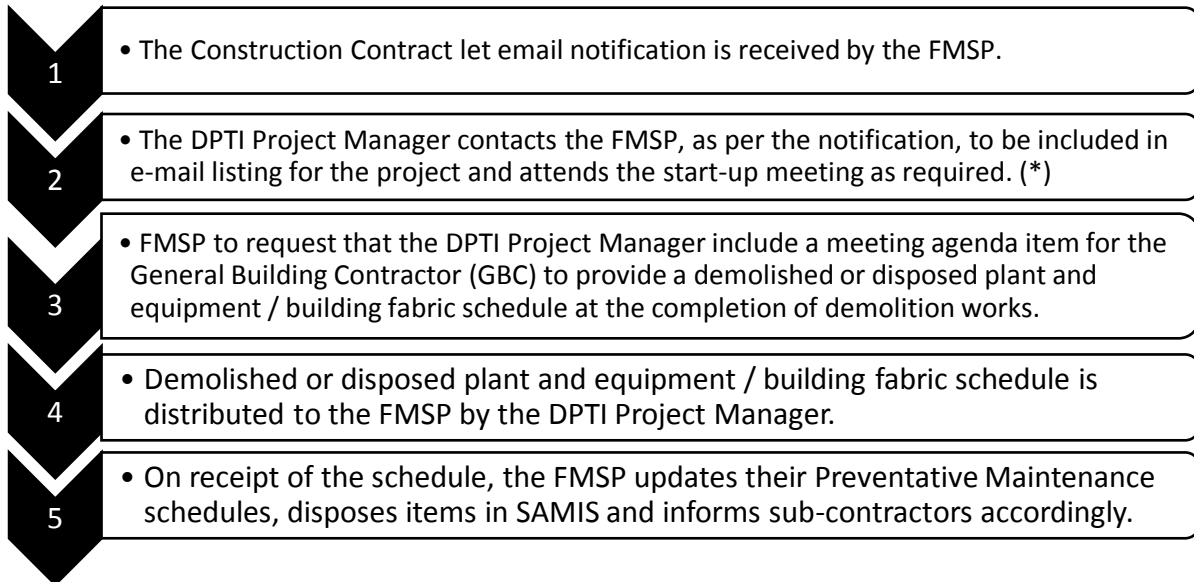 1
• The Construction Contract let email notification is received by the FMSP.
2
• The DPTI Project Manager contacts the FMSP, as per the notification, to be included in
e-mail listing for the project and attends the start-up meeting as required. (*)
3
• FMSP to request that the DPTI Project Manager include a meeting agenda item for the
General Building Contractor (GBC) to provide a demolished or disposed plant and
equipment / building fabric schedule at the completion of demolition works.
4
• Demolished or disposed plant and equipment / building fabric schedule is
distributed to the FMSP by the DPTI Project Manager.
5
• On receipt of the schedule, the FMSP updates their Preventative Maintenance
schedules, disposes items in SAMIS and informs sub-contractors accordingly.